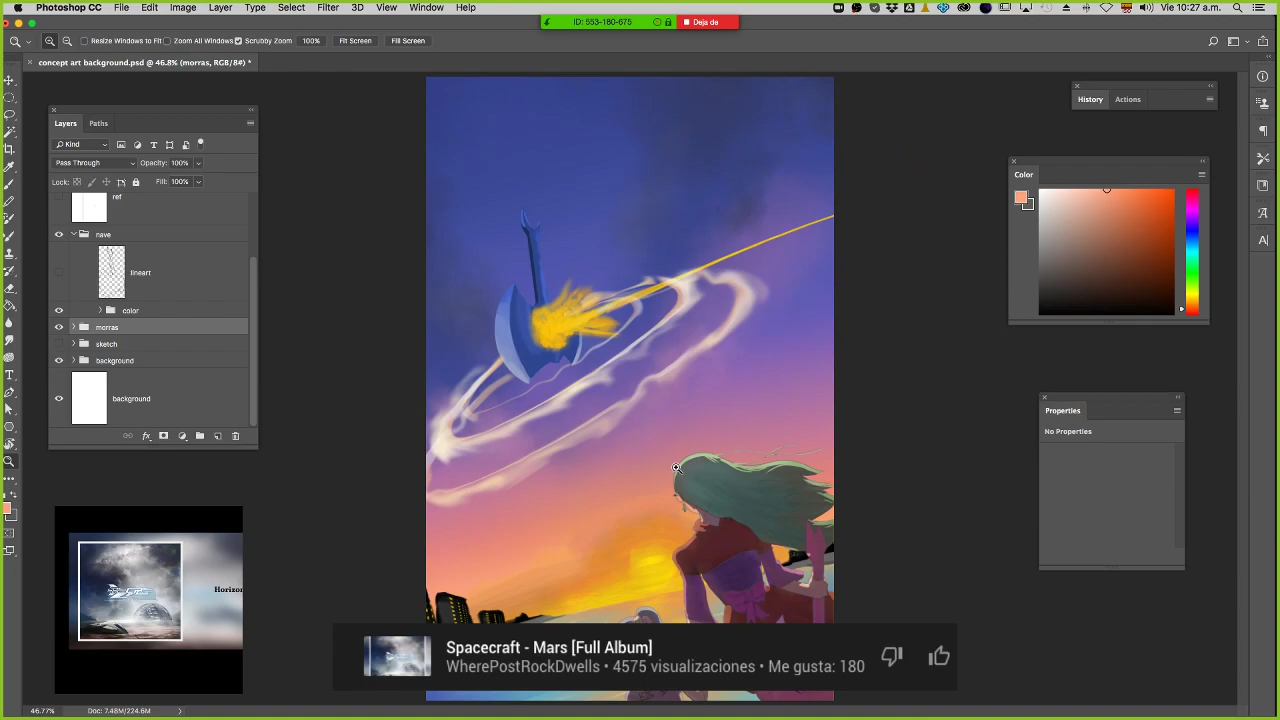 Photoshop CC File Edit Image Layer Type Select Filter 3D View Window Help
Vie 10:27 a.m.
ID: 553-180-675
Deja de
Resize Windows to Fit Zoom All Windows Scrubby Zoom 100% Fit Screen Fill Screen
concept art background.psd @ 46.8% (morras, RGB/8#) *
Layers Paths
Kind
Pass Through Opacity: 100%
Lock: Fill: 100%
ref
nave
lineart
color
morras
sketch
background
background
History Actions
Color
Properties
No Properties
Horizon
Spacecraft - Mars [Full Album]
WherePostRockDwells • 4575 visualizaciones • Me gusta: 180
46.77% Doc: 7.48M/224.6M